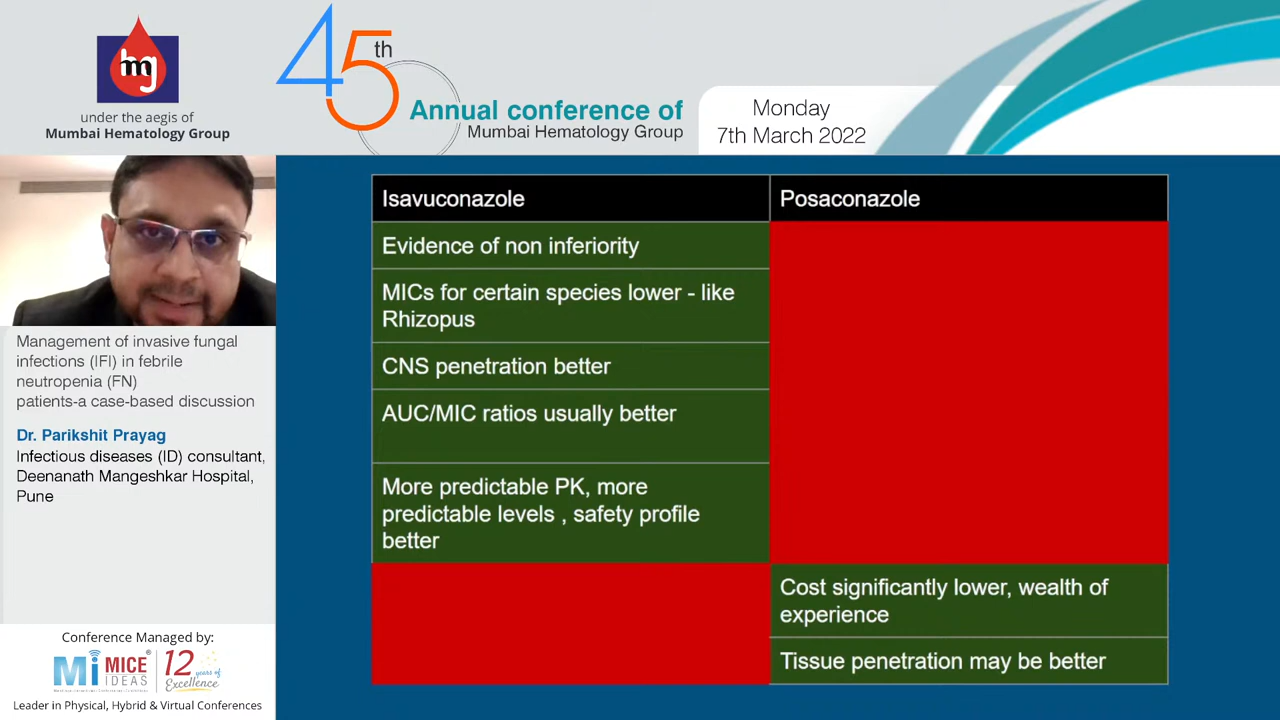 hg
under the aegis of
Mumbai Hematology Group
45th
Annual conference of
Mumbai Hematology Group
Monday
7th March 2022
Management of invasive fungal
infections (IFI) in febrile
neutropenia (FN)
patients-a case-based discussion
Dr. Parikshit Prayag
Infectious diseases (ID) consultant,
Deenanath Mangeshkar Hospital,
Pune
Isavuconazole
Posaconazole
Evidence of non inferiority
MICs for certain species lower - like
Rhizopus
CNS penetration better
AUC/MIC ratios usually better
More predictable PK, more
predictable levels , safety profile
better
Cost significantly lower, wealth of
experience
Tissue penetration may be better
Conference Managed by:
Mi MICE IDEAS
12 years of
Excellence
Leader in Physical, Hybrid & Virtual Conferences